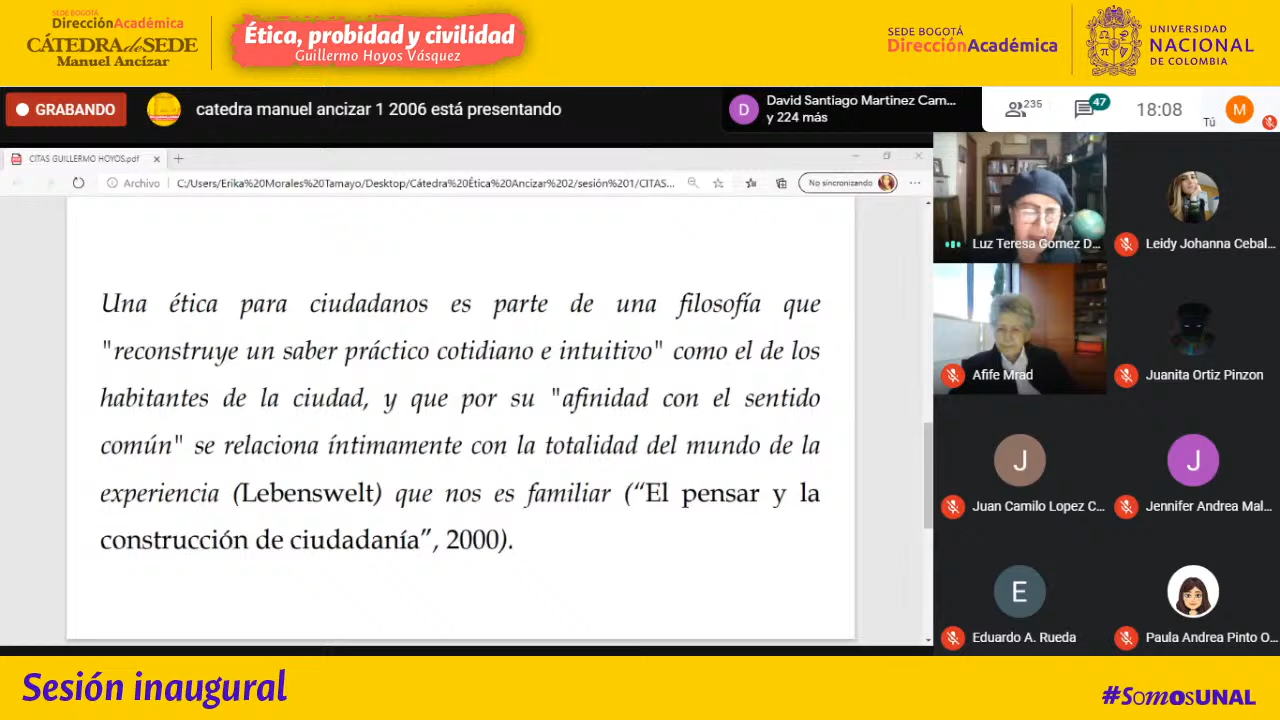 SEDE BOGOTÁ
DirecciónAcadémica
CÁTEDRAdeSEDE
Manuel Ancízar
Ética, probidad y civilidad
Guillermo Hoyos Vásquez
SEDE BOGOTÁ
DirecciónAcadémica
UNIVERSIDAD
NACIONAL
DE COLOMBIA
GRABANDO
catedra manuel ancizar 1 2006 está presentando
D
David Santiago Martinez Cam...
y 224 más
235
47
18:08
Tú
M
CITAS GUILLERMO HOYOS.pdf
Archivo
C:/Users/Erika%20Morales%20Tamayo/Desktop/Cátedra%20Ética%20Ancizar%202/sesión%201/CITAS...
No sincronizando
Una ética para ciudadanos es parte de una filosofía que
"reconstruye un saber práctico cotidiano e intuitivo" como el de los
habitantes de la ciudad, y que por su "afinidad con el sentido
común" se relaciona íntimamente con la totalidad del mundo de la
experiencia (Lebenswelt) que nos es familiar (“El pensar y la
construcción de ciudadanía”, 2000).
Luz Teresa Gomez D...
Leidy Johanna Cebal...
Afife Mrad
Juanita Ortiz Pinzon
J
Juan Camilo Lopez C...
J
Jennifer Andrea Mal...
E
Eduardo A. Rueda
Paula Andrea Pinto O...
Sesión inaugural
#SomosUNAL